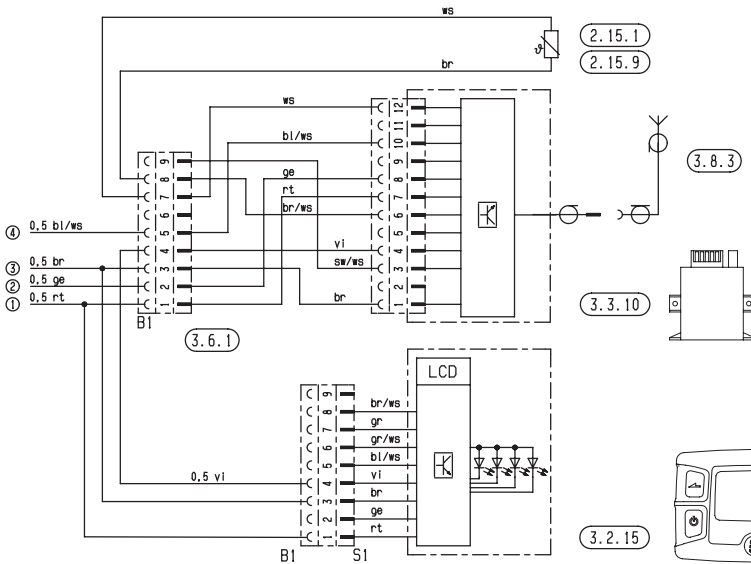 ws
ϑ
2.15.1
br
2.15.9
ws
12
11
bl/ws
10
3.8.3
9
9
ge
8
8
rt
7
7
br/ws
6
6
④ 0,5 bl/ws
5
5
vi
4
4
③ 0,5 br
sw/ws
3
3
② 0,5 ge
2
2
① 0,5 rt
br
1
1
3.3.10
B1
3.6.1
LCD
9
br/ws
8
gr
7
gr/ws
6
bl/ws
5
0,5 vi
vi
4
br
3
ge
2
rt
1
3.2.15
B1
S1